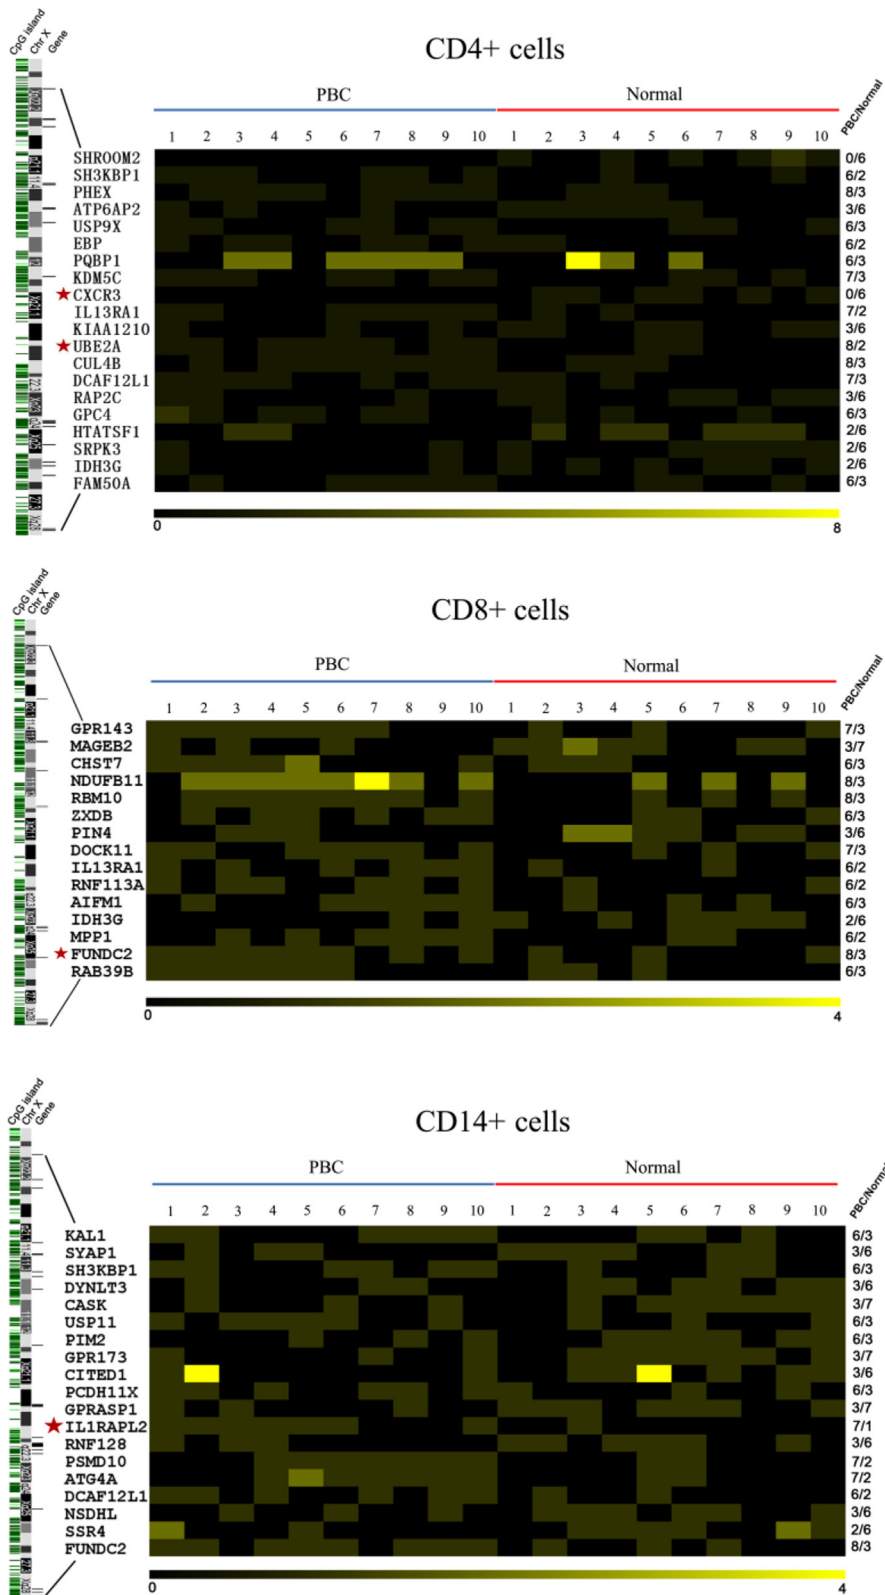 CpG island
Chr X
Gene
CD4+ cells
PBC Normal
PBC/Normal
1 2 3 4 5 6 7 8 9 10 1 2 3 4 5 6 7 8 9 10
SHROOM2 0/6
SH3KBP1 6/2
PHEX 8/3
ATP6AP2 3/6
USP9X 6/3
EBP 6/2
PQBP1 6/3
KDM5C 7/3
CXCR3 0/6
IL13RA1 7/2
KIAA1210 3/6
UBE2A 8/2
CUL4B 8/3
DCAF12L1 7/3
RAP2C 3/6
GPC4 6/3
HTATSF1 2/6
SRPK3 2/6
IDH3G 2/6
FAM50A 6/3
0 8
CpG island
Chr X
Gene
CD8+ cells
PBC Normal
PBC/Normal
1 2 3 4 5 6 7 8 9 10 1 2 3 4 5 6 7 8 9 10
GPR143 7/3
MAGEB2 3/7
CHST7 6/3
NDUFB11 8/3
RBM10 8/3
ZXDB 6/3
PIN4 3/6
DOCK11 7/3
IL13RA1 6/2
RNF113A 6/2
AIFM1 6/3
IDH3G 2/6
MPP1 6/2
FUNDC2 8/3
RAB39B 6/3
0 4
CpG island
Chr X
Gene
CD14+ cells
PBC Normal
PBC/Normal
1 2 3 4 5 6 7 8 9 10 1 2 3 4 5 6 7 8 9 10
KAL1 6/3
SYAP1 3/6
SH3KBP1 6/3
DYNLT3 3/6
CASK 3/7
USP11 6/3
PIM2 6/3
GPR173 3/7
CITED1 3/6
PCDH11X 6/3
GPRASP1 3/7
IL1RAPL2 7/1
RNF128 3/6
PSMD10 7/2
ATG4A 7/2
DCAF12L1 6/2
NSDHL 3/6
SSR4 2/6
FUNDC2 8/3
0 4